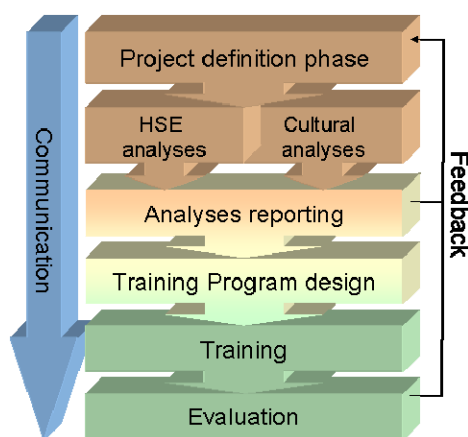 Project definition phase
HSE
analyses
Cultural
analyses
Analyses reporting
Training Program design
Training
Evaluation
Communication
Feedback